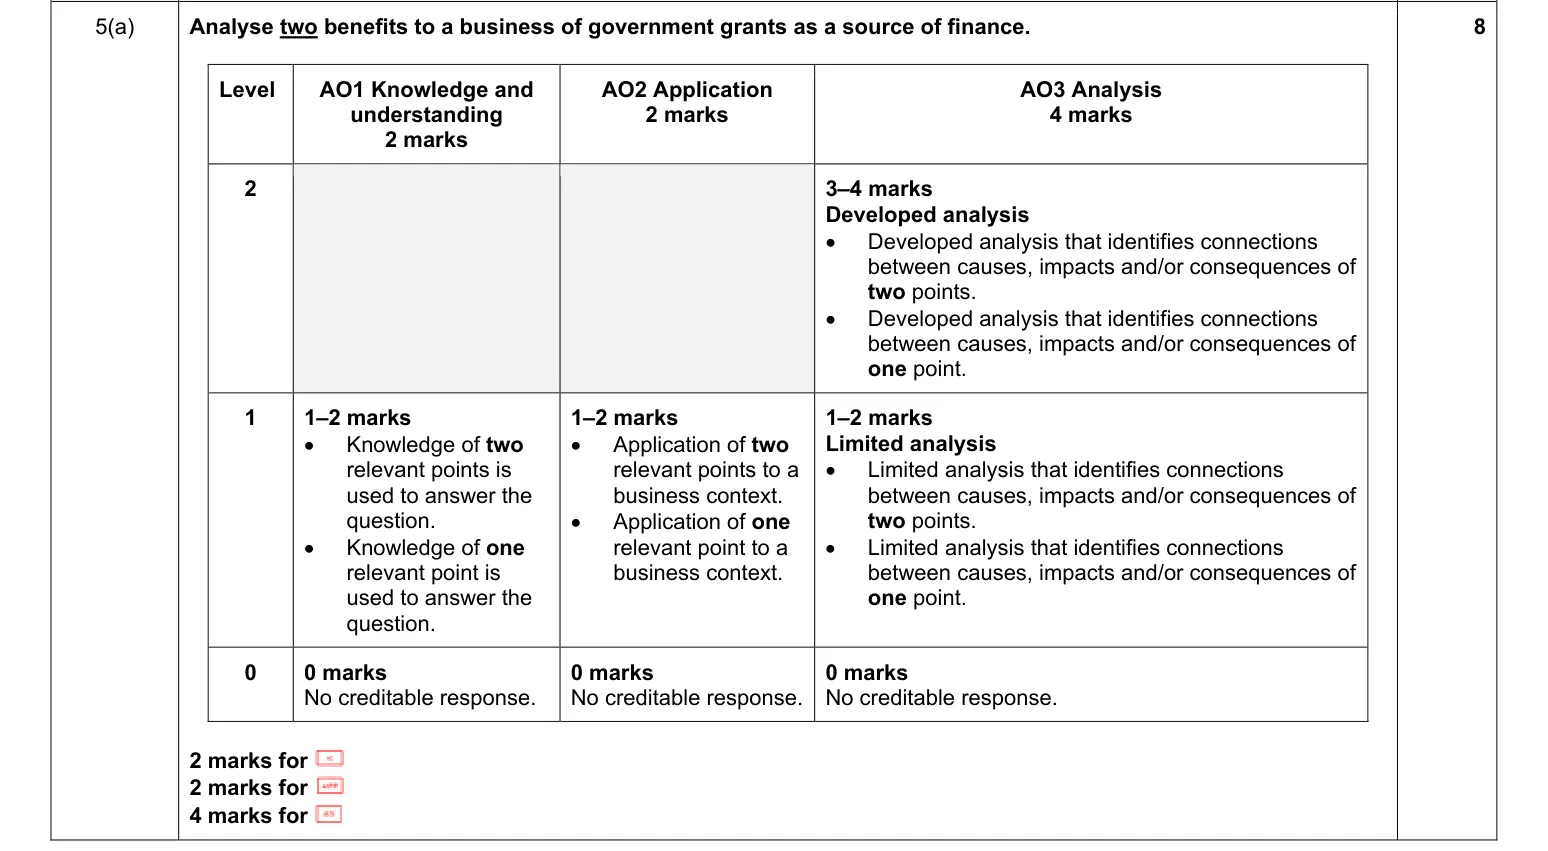 5(a)
Analyse two benefits to a business of government grants as a source of finance.
8
Level
AO1 Knowledge and
understanding
2 marks
AO2 Application
2 marks
AO3 Analysis
4 marks
2
3–4 marks
Developed analysis
• Developed analysis that identifies connections
between causes, impacts and/or consequences of
two points.
• Developed analysis that identifies connections
between causes, impacts and/or consequences of
one point.
1
1–2 marks
• Knowledge of two
relevant points is
used to answer the
question.
• Knowledge of one
relevant point is
used to answer the
question.
1–2 marks
• Application of two
relevant points to a
business context.
• Application of one
relevant point to a
business context.
1–2 marks
Limited analysis
• Limited analysis that identifies connections
between causes, impacts and/or consequences of
two points.
• Limited analysis that identifies connections
between causes, impacts and/or consequences of
one point.
0
0 marks
No creditable response.
0 marks
No creditable response.
0 marks
No creditable response.
2 marks for
2 marks for
4 marks for